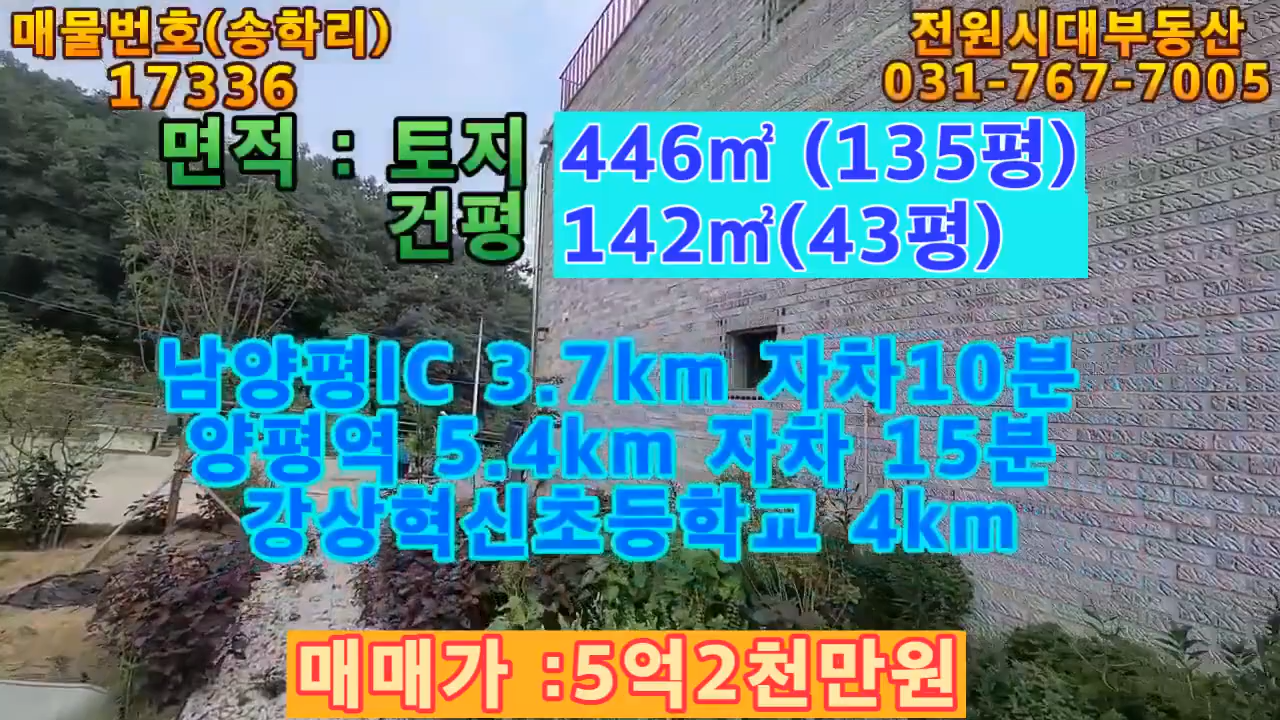 매물번호(송학리)
17336
전원시대부동산
031-767-7005
면적 : 토지 446㎡ (135평)
건평 142㎡(43평)
남양평IC 3.7km 자차10분
양평역 5.4km 자차 15분
강상혁신초등학교 4km
매매가 :5억2천만원